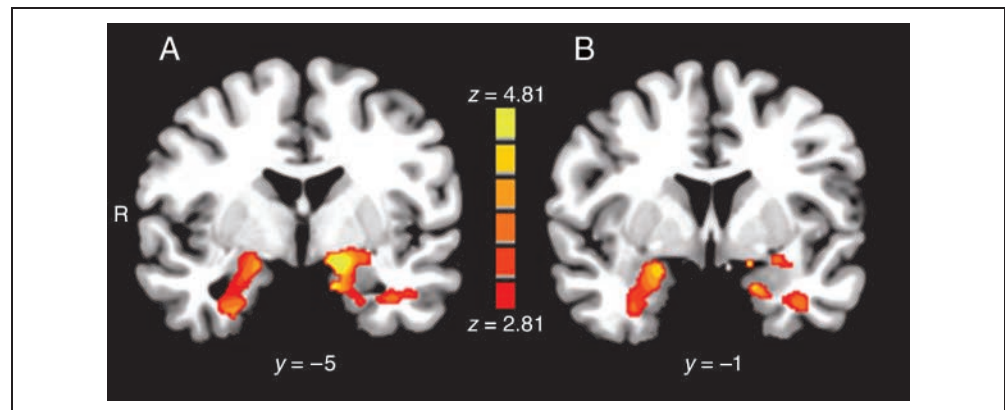 A
B
z = 4.81
R
z = 2.81
y = –5
y = –1